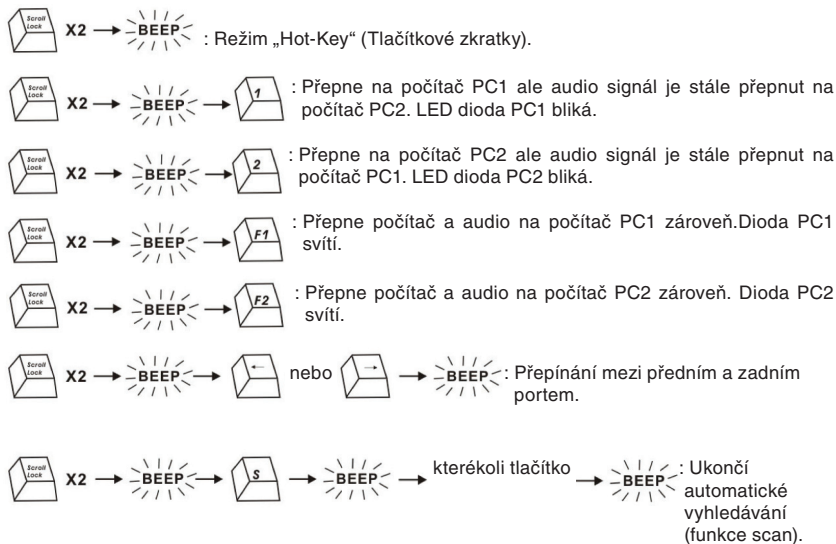 Scroll Lock X2 → BEEP : Režim „Hot-Key“ (Tlačítkové zkratky).
Scroll Lock X2 → BEEP → 1 : Přepne na počítač PC1 ale audio signál je stále přepnut na
počítač PC2. LED dioda PC1 bliká.
Scroll Lock X2 → BEEP → 2 : Přepne na počítač PC2 ale audio signál je stále přepnut na
počítač PC1. LED dioda PC2 bliká.
Scroll Lock X2 → BEEP → F1 : Přepne počítač a audio na počítač PC1 zároveň.Dioda PC1
svítí.
Scroll Lock X2 → BEEP → F2 : Přepne počítač a audio na počítač PC2 zároveň. Dioda PC2
svítí.
Scroll Lock X2 → BEEP → ← nebo → → BEEP : Přepínání mezi předním a zadním
portem.
Scroll Lock X2 → BEEP → S → BEEP → kterékoli tlačítko → BEEP : Ukončí
automatické
vyhledávání
(funkce scan).